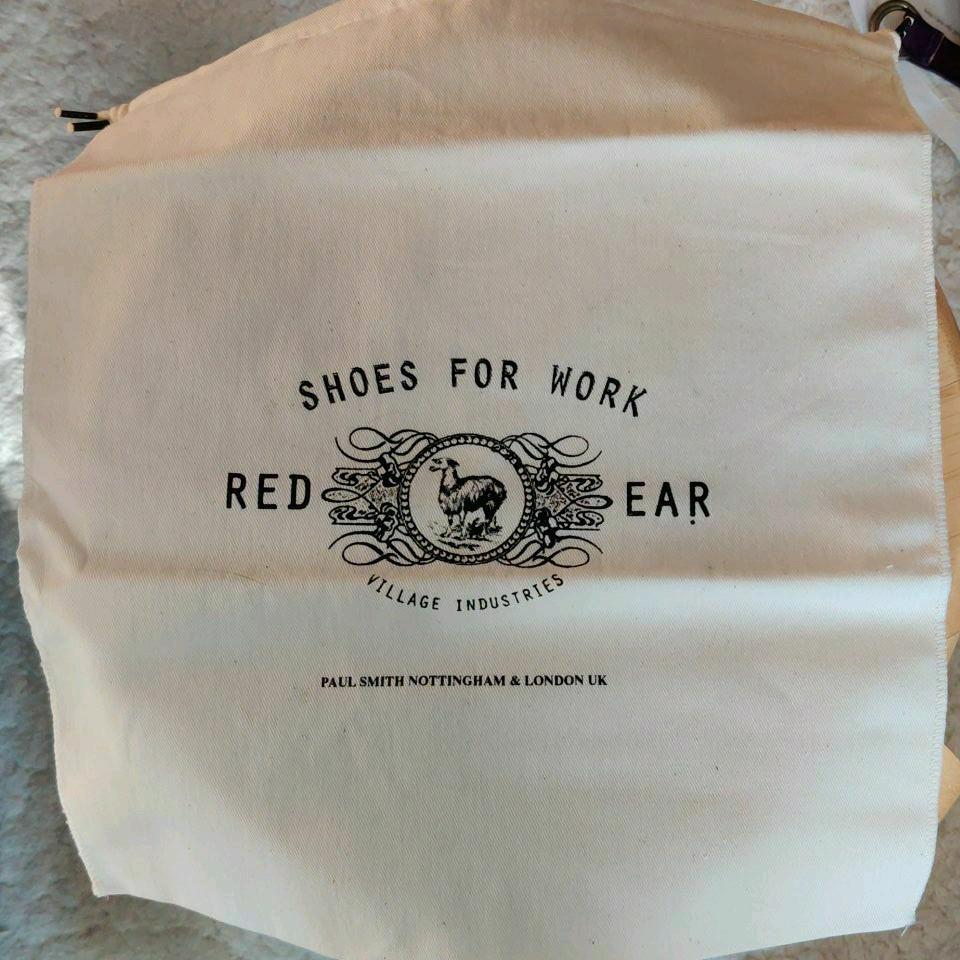 SHOES FOR WORK
RED EAR
VILLAGE INDUSTRIES
PAUL SMITH NOTTINGHAM & LONDON UK